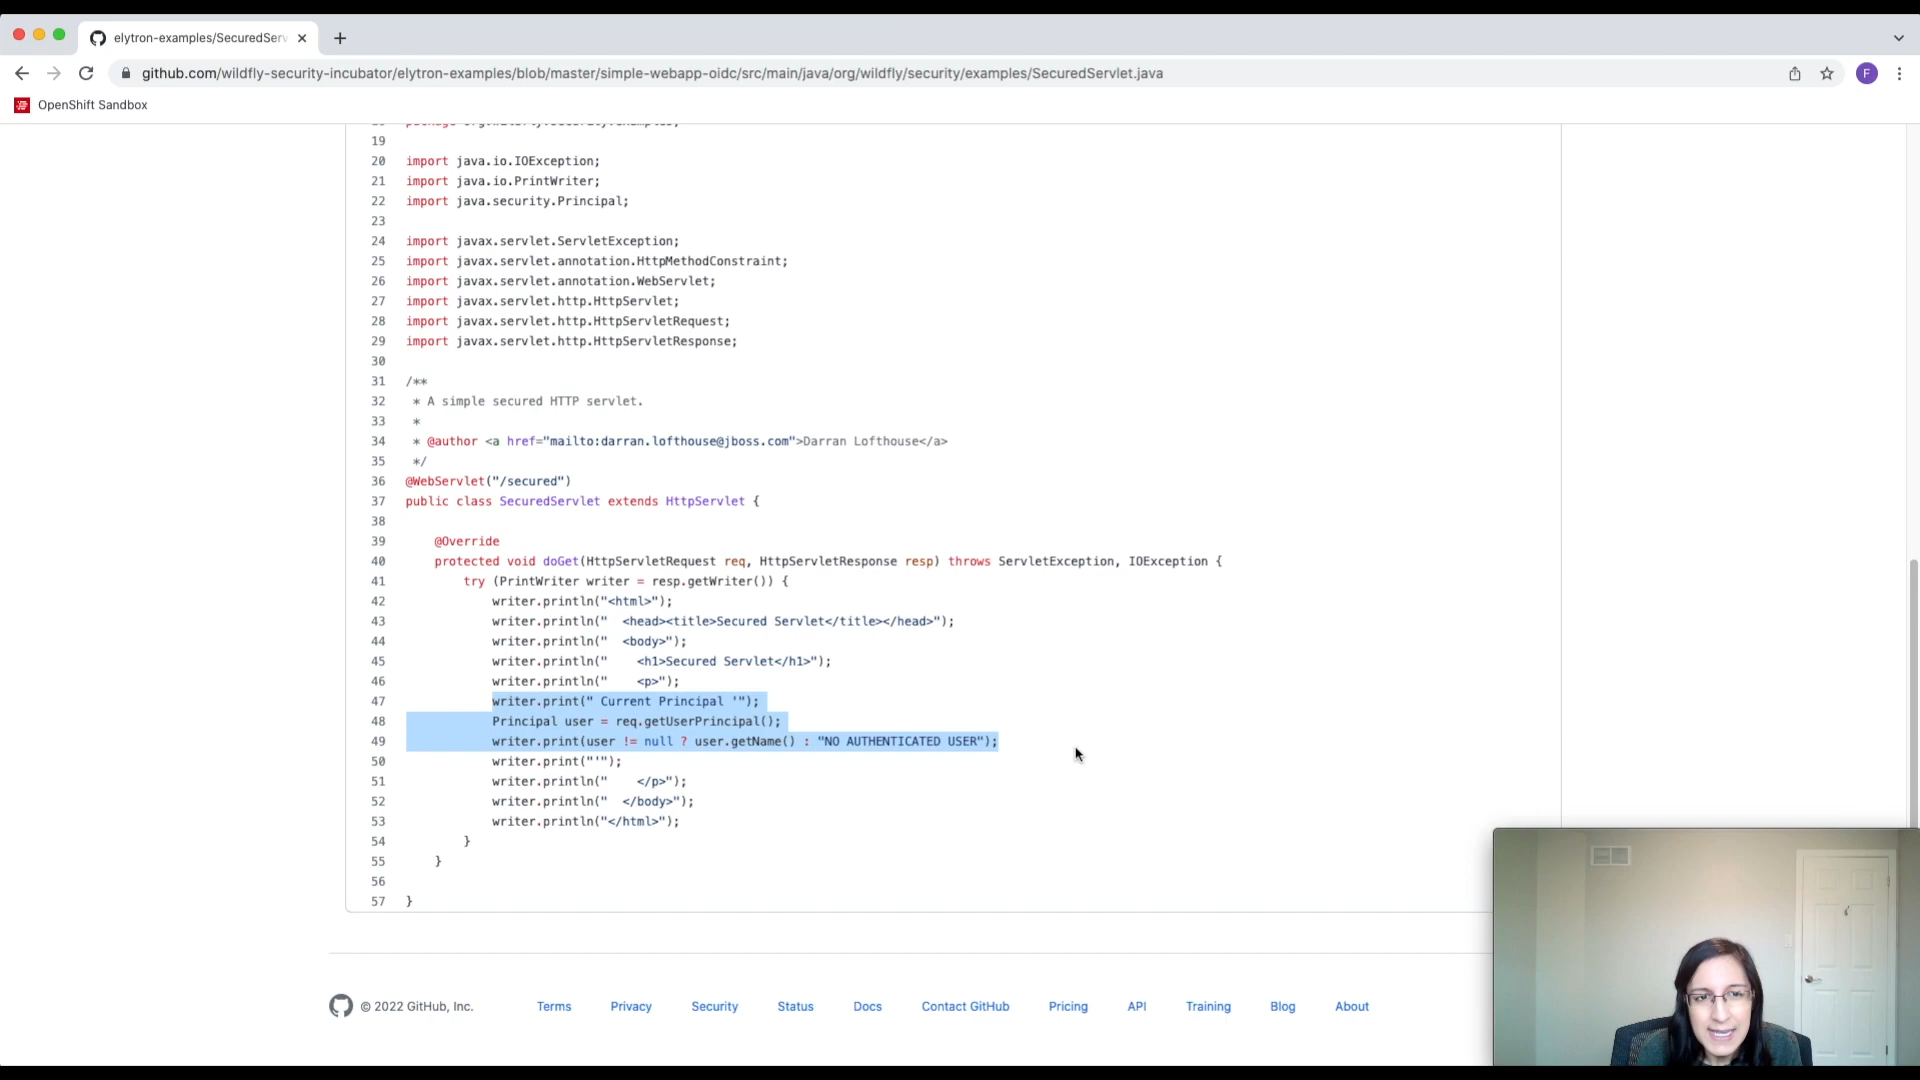 elytron-examples/SecuredServ
github.com/wildfly-security-incubator/elytron-examples/blob/master/simple-webapp-oidc/src/main/java/org/wildfly/security/examples/SecuredServlet.java
F
OpenShift Sandbox
19
20 import java.io.IOException;
21 import java.io.PrintWriter;
22 import java.security.Principal;
23
24 import javax.servlet.ServletException;
25 import javax.servlet.annotation.HttpMethodConstraint;
26 import javax.servlet.annotation.WebServlet;
27 import javax.servlet.http.HttpServlet;
28 import javax.servlet.http.HttpServletRequest;
29 import javax.servlet.http.HttpServletResponse;
30
31 /**
32 * A simple secured HTTP servlet.
33 *
34 * @author <a href="mailto:darran.lofthouse@jboss.com">Darran Lofthouse</a>
35 */
36 @WebServlet("/secured")
37 public class SecuredServlet extends HttpServlet {
38
39 @Override
40 protected void doGet(HttpServletRequest req, HttpServletResponse resp) throws ServletException, IOException {
41 try (PrintWriter writer = resp.getWriter()) {
42 writer.println("<html>");
43 writer.println("  <head><title>Secured Servlet</title></head>");
44 writer.println("  <body>");
45 writer.println("    <h1>Secured Servlet</h1>");
46 writer.println("    <p>");
47 writer.print(" Current Principal '");
48 Principal user = req.getUserPrincipal();
49 writer.print(user != null ? user.getName() : "NO AUTHENTICATED USER");
50 writer.print("'");
51 writer.println("    </p>");
52 writer.println("  </body>");
53 writer.println("</html>");
54 }
55 }
56
57 }
© 2022 GitHub, Inc. Terms Privacy Security Status Docs Contact GitHub Pricing API Training Blog About